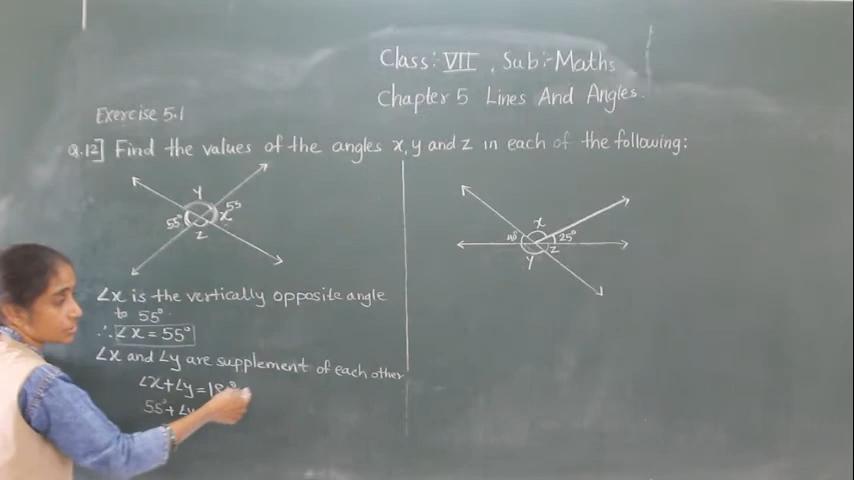 Class: VII, Sub:- Maths
Chapter 5 Lines And Angles.
Exercise 5.1
Q.12] Find the values of the angles x, y and z in each of the following:
y
55° x 55
z
x
25°
y z
∠x is the vertically opposite angle
to 55°.
∴ ∠x = 55°
∠x and ∠y are supplement of each other
∠x+∠y=180°
55°+∠y